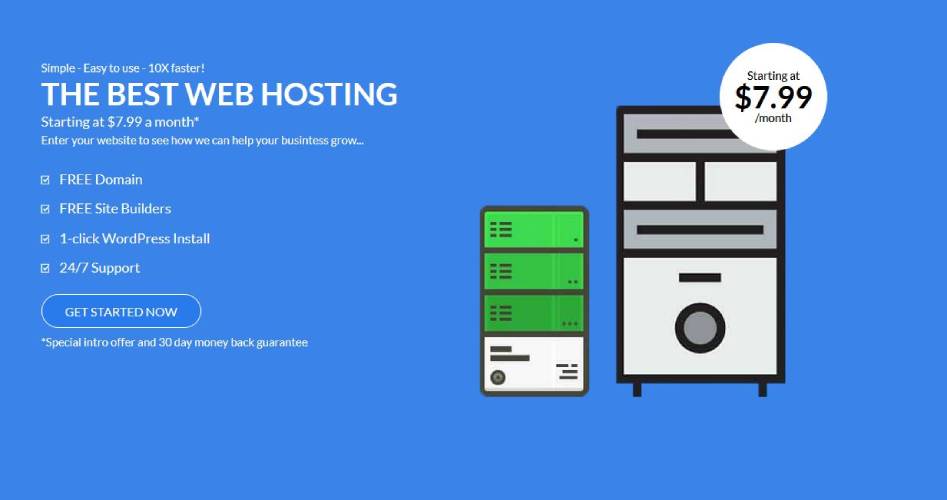 Simple - Easy to use - 10X faster!
THE BEST WEB HOSTING
Starting at $7.99 a month*
Enter your website to see how we can help your busintess grow...
FREE Domain
FREE Site Builders
1-click WordPress Install
24/7 Support
GET STARTED NOW
*Special intro offer and 30 day money back guarantee
Starting at
$7.99
/month